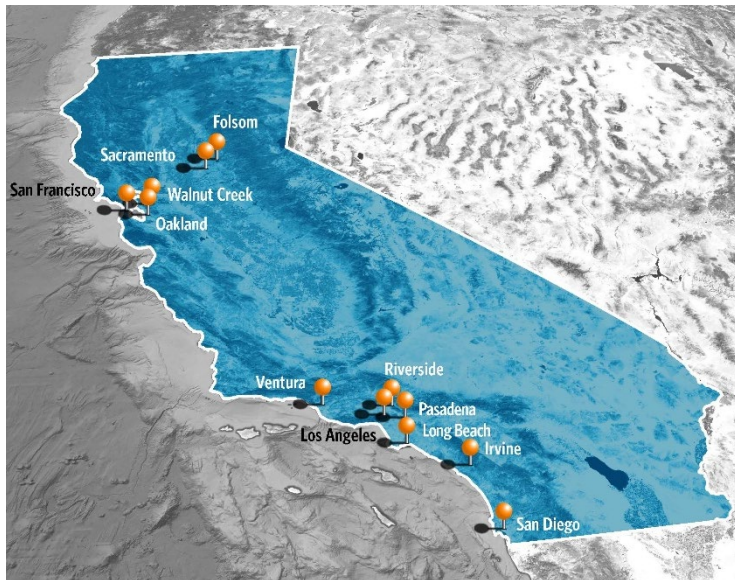 Folsom
Sacramento
San Francisco
Walnut Creek
Oakland
Riverside
Ventura
Pasadena
Los Angeles
Long Beach
Irvine
San Diego